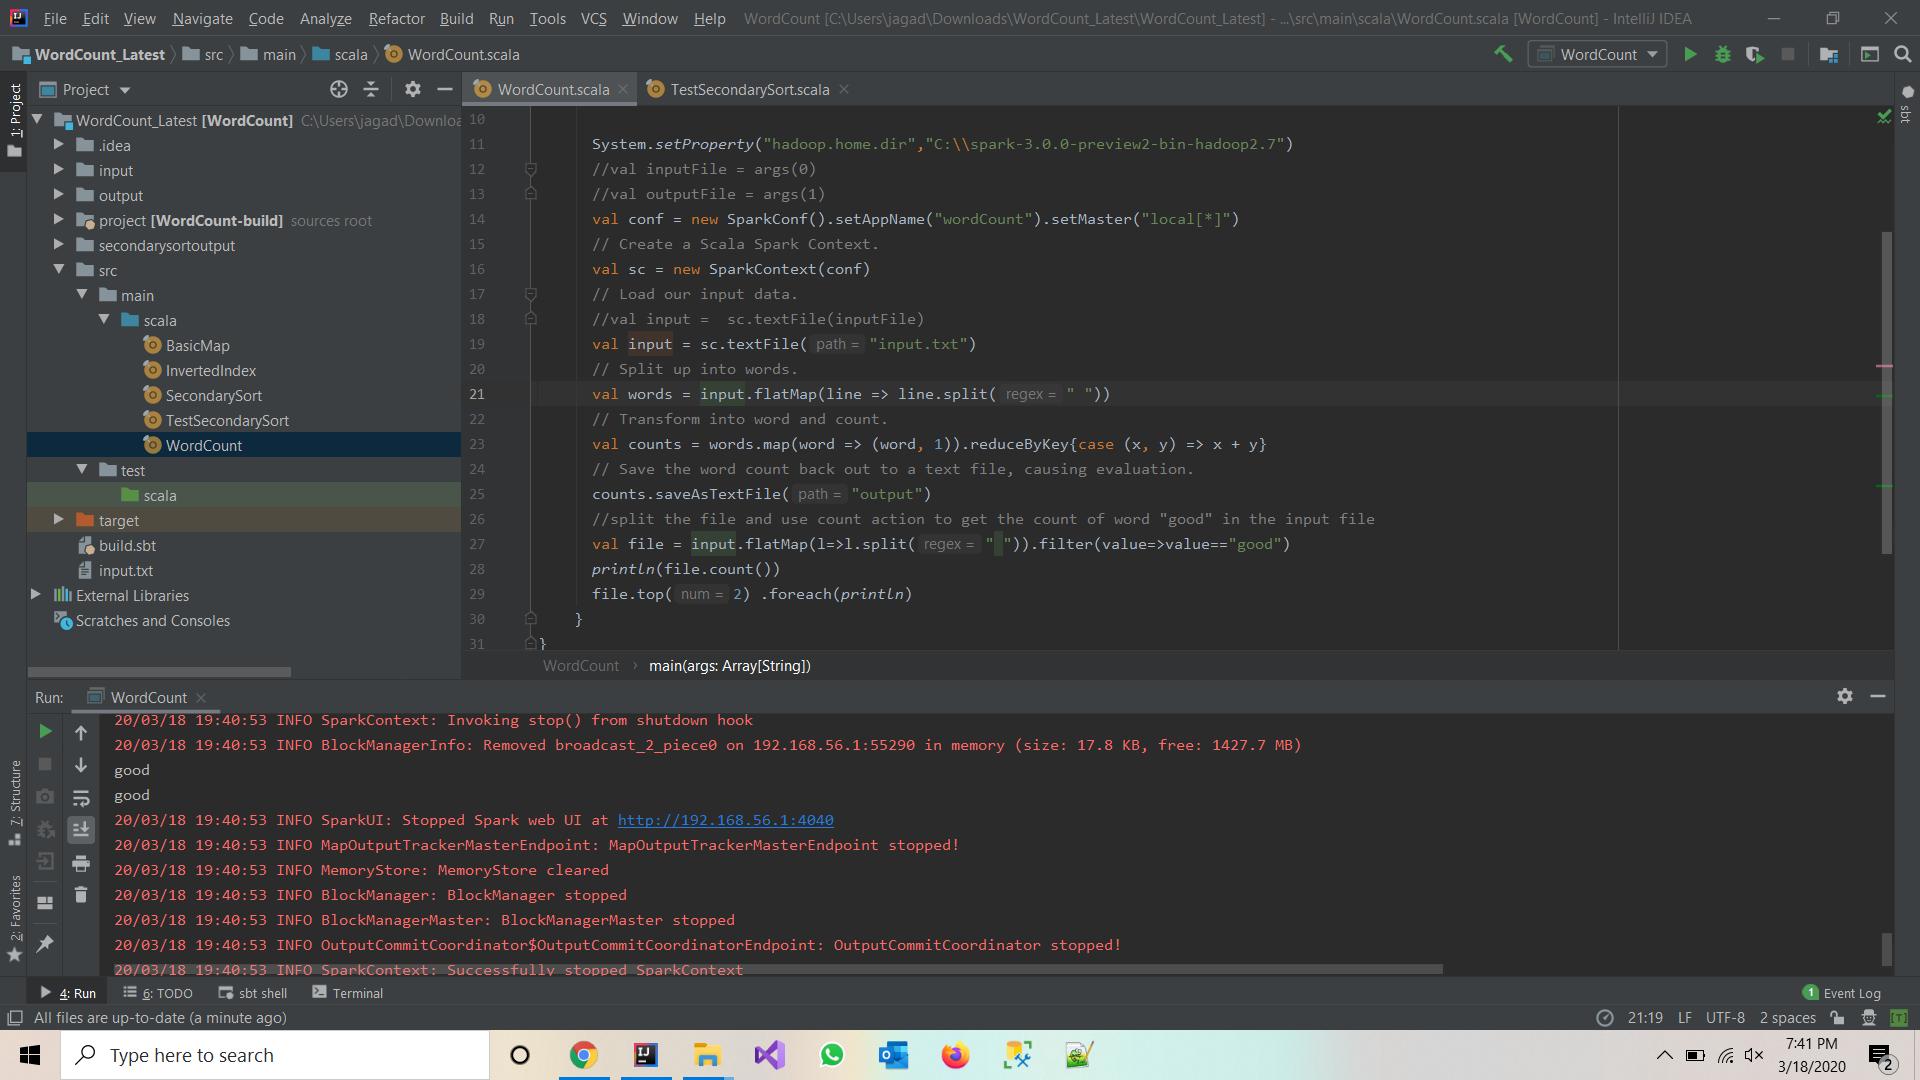 File Edit View Navigate Code Analyze Refactor Build Run Tools VCS Window Help WordCount [C:\Users\jagad\Downloads\WordCount_Latest\WordCount_Latest] - ...\src\main\scala\WordCount.scala [WordCount] - IntelliJ IDEA
WordCount_Latest src main scala WordCount.scala WordCount
1: Project
Project
WordCount.scala TestSecondarySort.scala
sbt
WordCount_Latest [WordCount] C:\Users\jagad\Downloa
.idea
input
output
project [WordCount-build] sources root
secondarysortoutput
src
main
scala
BasicMap
InvertedIndex
SecondarySort
TestSecondarySort
WordCount
test
scala
target
build.sbt
input.txt
External Libraries
Scratches and Consoles
10
11 System.setProperty("hadoop.home.dir","C:\\spark-3.0.0-preview2-bin-hadoop2.7")
12 //val inputFile = args(0)
13 //val outputFile = args(1)
14 val conf = new SparkConf().setAppName("wordCount").setMaster("local[*]")
15 // Create a Scala Spark Context.
16 val sc = new SparkContext(conf)
17 // Load our input data.
18 //val input =  sc.textFile(inputFile)
19 val input = sc.textFile( path = "input.txt")
20 // Split up into words.
21 val words = input.flatMap(line => line.split( regex = " "))
22 // Transform into word and count.
23 val counts = words.map(word => (word, 1)).reduceByKey{case (x, y) => x + y}
24 // Save the word count back out to a text file, causing evaluation.
25 counts.saveAsTextFile( path = "output")
26 //split the file and use count action to get the count of word "good" in the input file
27 val file = input.flatMap(l=>l.split( regex = " ")).filter(value=>value=="good")
28 println(file.count())
29 file.top( num = 2) .foreach(println)
30 }
31 }
WordCount › main(args: Array[String])
Run: WordCount
20/03/18 19:40:53 INFO SparkContext: Invoking stop() from shutdown hook
20/03/18 19:40:53 INFO BlockManagerInfo: Removed broadcast_2_piece0 on 192.168.56.1:55290 in memory (size: 17.8 KB, free: 1427.7 MB)
good
good
20/03/18 19:40:53 INFO SparkUI: Stopped Spark web UI at http://192.168.56.1:4040
20/03/18 19:40:53 INFO MapOutputTrackerMasterEndpoint: MapOutputTrackerMasterEndpoint stopped!
20/03/18 19:40:53 INFO MemoryStore: MemoryStore cleared
20/03/18 19:40:53 INFO BlockManager: BlockManager stopped
20/03/18 19:40:53 INFO BlockManagerMaster: BlockManagerMaster stopped
20/03/18 19:40:53 INFO OutputCommitCoordinator$OutputCommitCoordinatorEndpoint: OutputCommitCoordinator stopped!
20/03/18 19:40:53 INFO SparkContext: Successfully stopped SparkContext
7: Structure
2: Favorites
4: Run 6: TODO sbt shell Terminal 1 Event Log
All files are up-to-date (a minute ago) 21:19 LF UTF-8 2 spaces [T]
Type here to search
7:41 PM
3/18/2020
2